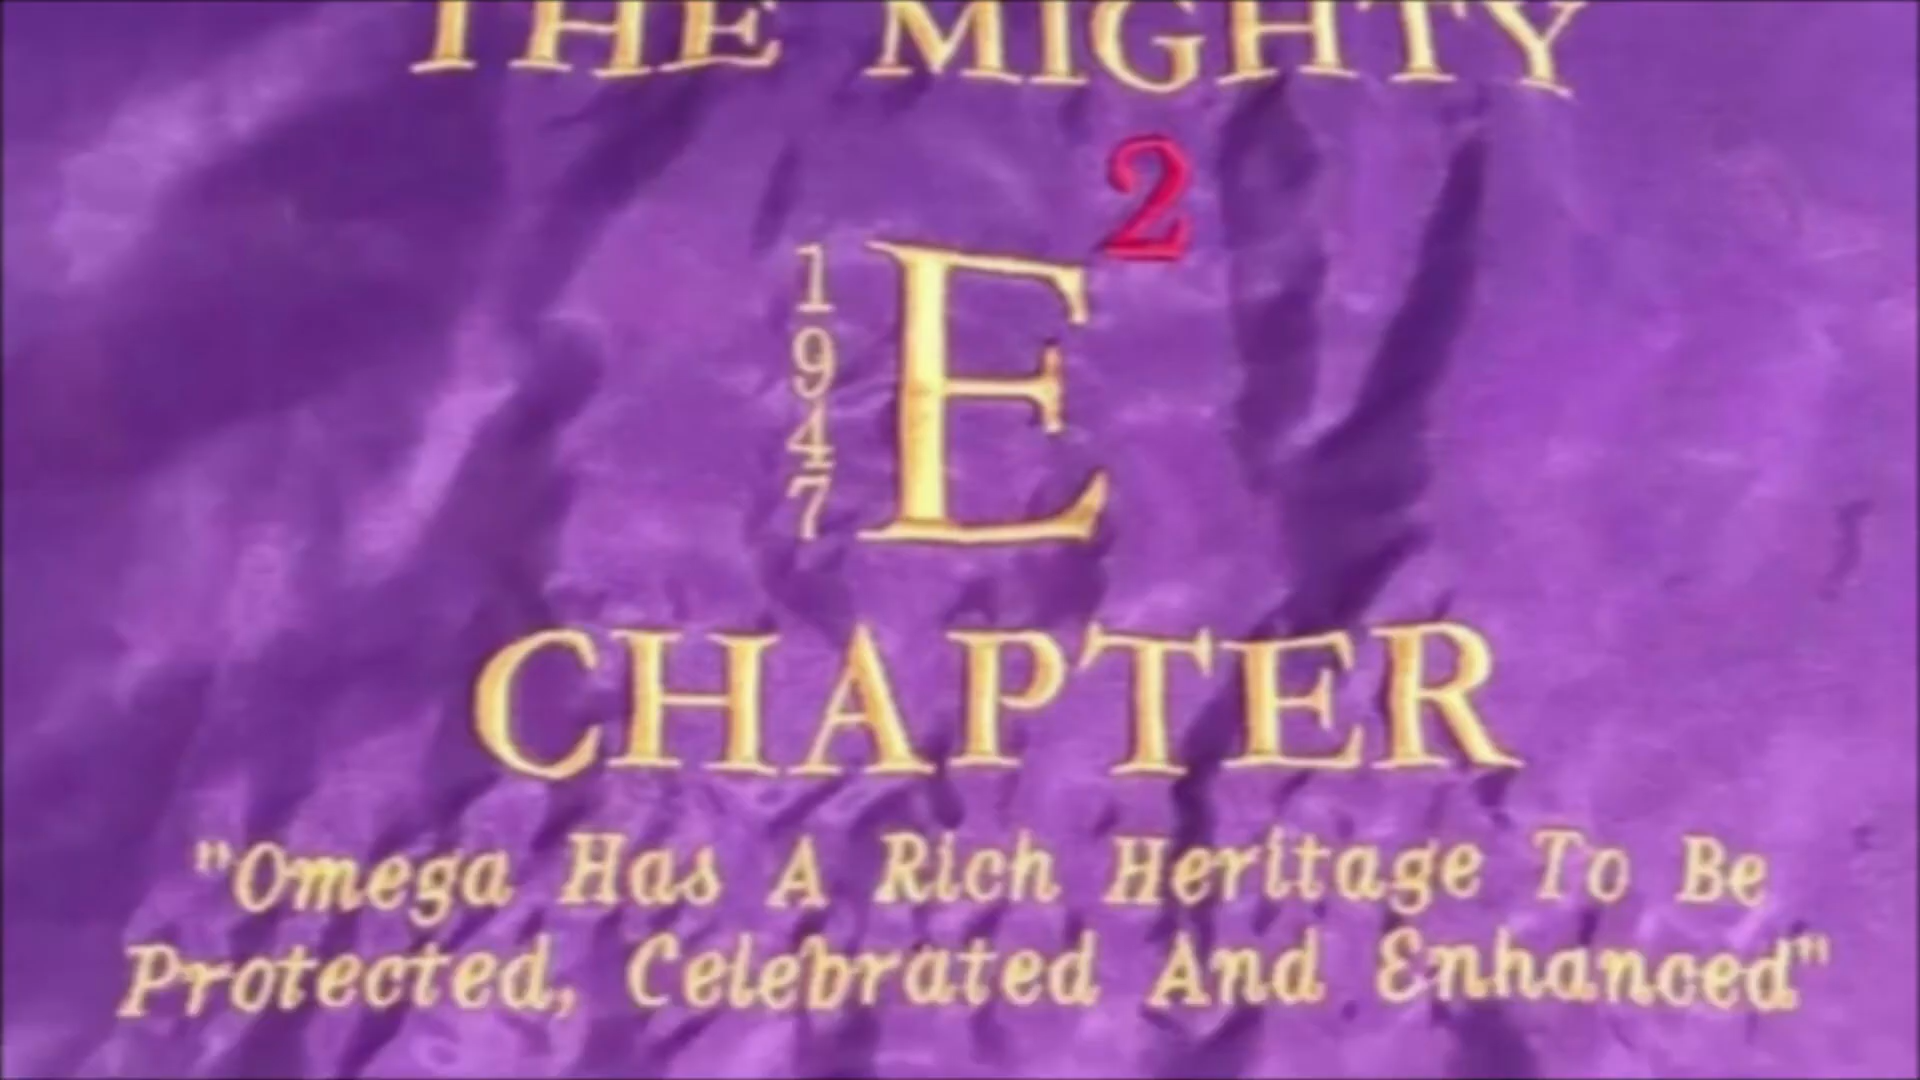 THE MIGHTY
2
1947
E
CHAPTER
"Omega Has A Rich Heritage To Be
Protected, Celebrated And Enhanced"